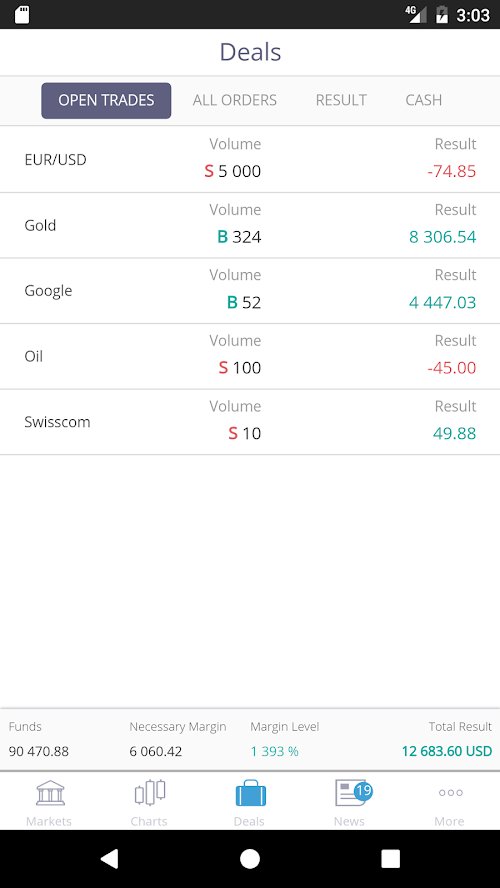 4G 3:03
Deals
OPEN TRADES ALL ORDERS RESULT CASH
Volume Result
EUR/USD
S 5 000 -74.85
Volume Result
Gold
B 324 8 306.54
Volume Result
Google
B 52 4 447.03
Volume Result
Oil
S 100 -45.00
Volume Result
Swisscom
S 10 49.88
Funds Necessary Margin Margin Level Total Result
90 470.88 6 060.42 1 393 % 12 683.60 USD
19
Markets Charts Deals News More